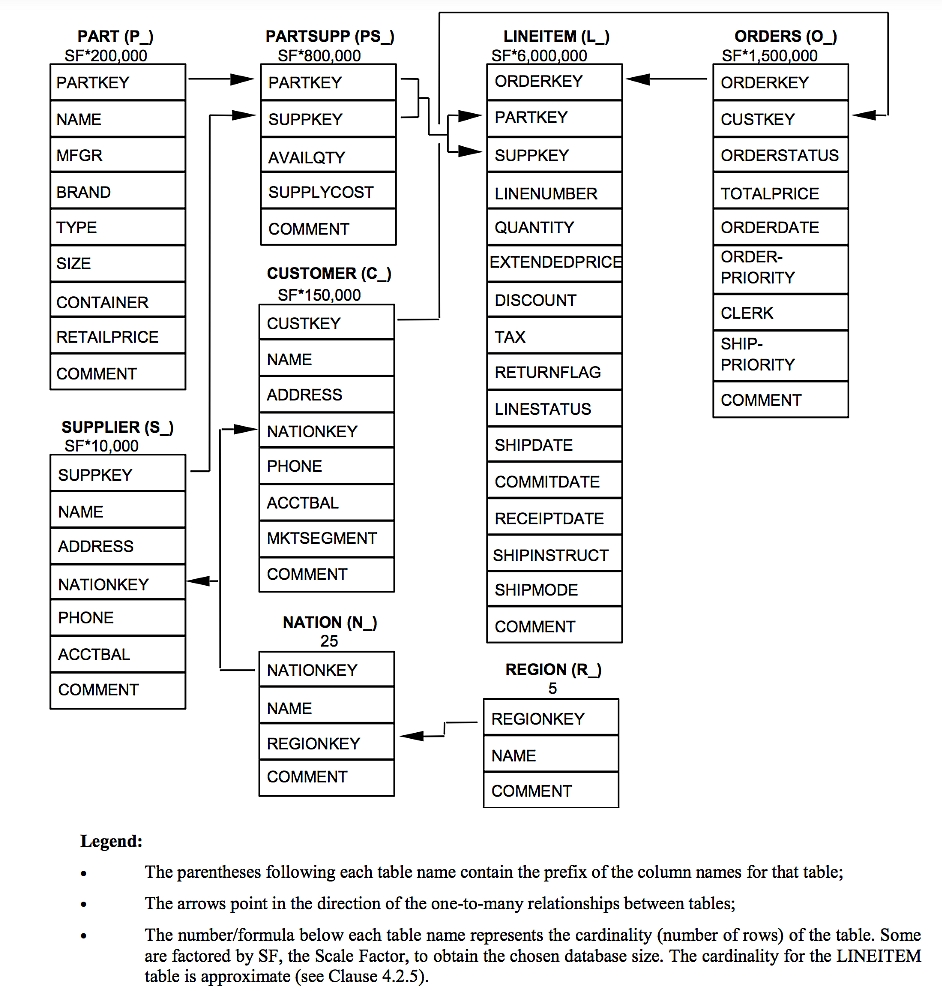 PART (P_)
SF*200,000
PARTKEY
NAME
MFGR
BRAND
TYPE
SIZE
CONTAINER
RETAILPRICE
COMMENT
SUPPLIER (S_)
SF*10,000
SUPPKEY
NAME
ADDRESS
NATIONKEY
PHONE
ACCTBAL
COMMENT
PARTSUPP (PS_)
SF*800,000
PARTKEY
SUPPKEY
AVAILQTY
SUPPLYCOST
COMMENT
CUSTOMER (C_)
SF*150,000
CUSTKEY
NAME
ADDRESS
NATIONKEY
PHONE
ACCTBAL
MKTSEGMENT
COMMENT
NATION (N_)
25
NATIONKEY
NAME
REGIONKEY
COMMENT
LINEITEM (L_)
SF*6,000,000
ORDERKEY
PARTKEY
SUPPKEY
LINENUMBER
QUANTITY
EXTENDEDPRICE
DISCOUNT
TAX
RETURNFLAG
LINESTATUS
SHIPDATE
COMMITDATE
RECEIPTDATE
SHIPINSTRUCT
SHIPMODE
COMMENT
REGION (R_)
5
REGIONKEY
NAME
COMMENT
ORDERS (O_)
SF*1,500,000
ORDERKEY
CUSTKEY
ORDERSTATUS
TOTALPRICE
ORDERDATE
ORDER-
PRIORITY
CLERK
SHIP-
PRIORITY
COMMENT
Legend:
• The parentheses following each table name contain the prefix of the column names for that table;
• The arrows point in the direction of the one-to-many relationships between tables;
• The number/formula below each table name represents the cardinality (number of rows) of the table. Some
are factored by SF, the Scale Factor, to obtain the chosen database size. The cardinality for the LINEITEM
table is approximate (see Clause 4.2.5).